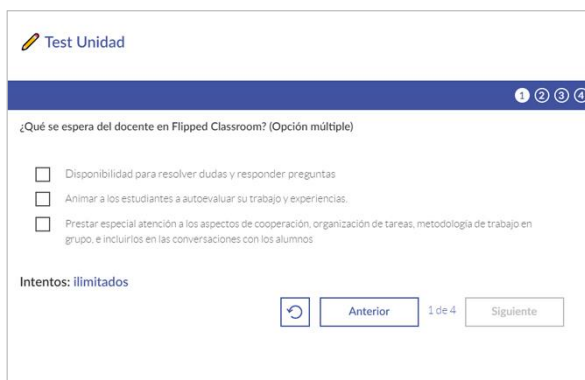 Test Unidad
1 2 3 4
¿Qué se espera del docente en Flipped Classroom? (Opción múltiple)
Disponibilidad para resolver dudas y responder preguntas
Animar a los estudiantes a autoevaluar su trabajo y experiencias.
Prestar especial atención a los aspectos de cooperación, organización de tareas, metodología de trabajo en
grupo, e incluirlos en las conversaciones con los alumnos
Intentos: ilimitados
Anterior 1 de 4 Siguiente